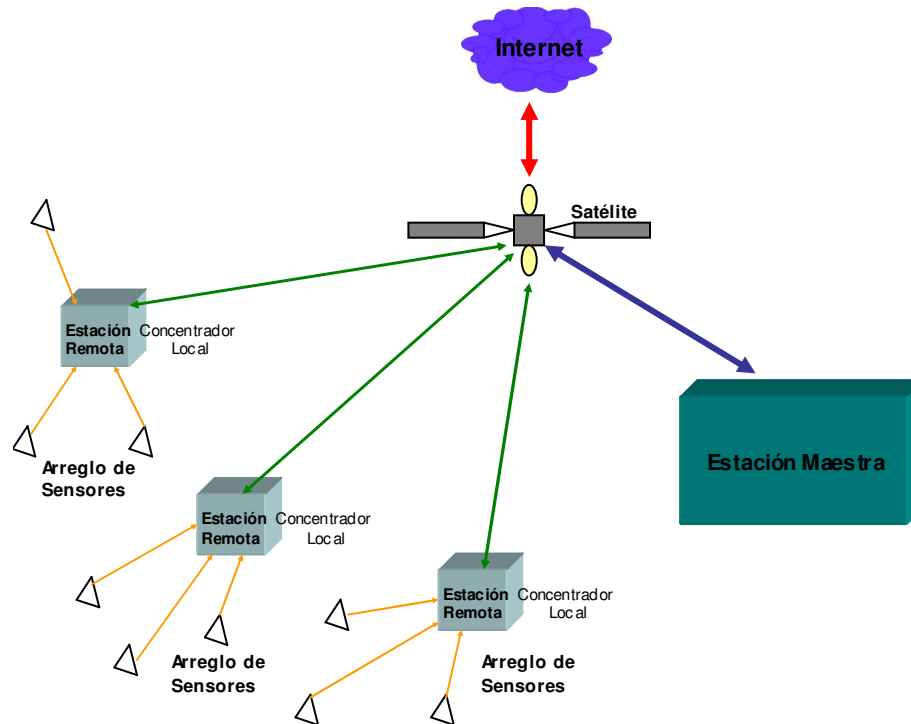 Internet
Satélite
Estación
Remota
Concentrador
Local
Arreglo de
Sensores
Estación Maestra
Estación
Remota
Concentrador
Local
Arreglo de
Sensores
Estación
Remota
Concentrador
Local
Arreglo de
Sensores